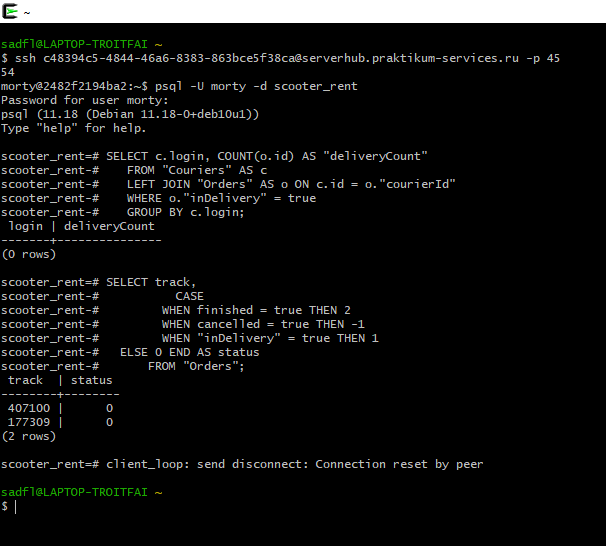 ~
sadfl@LAPTOP-TROITFAI ~
$ ssh c48394c5-4844-46a6-8383-863bce5f38ca@serverhub.praktikum-services.ru -p 45
54
morty@2482f2194ba2:~$ psql -U morty -d scooter_rent
Password for user morty:
psql (11.18 (Debian 11.18-0+deb10u1))
Type "help" for help.
scooter_rent=# SELECT c.login, COUNT(o.id) AS "deliveryCount"
scooter_rent-#    FROM "Couriers" AS c
scooter_rent-#    LEFT JOIN "Orders" AS o ON c.id = o."courierId"
scooter_rent-#    WHERE o."inDelivery" = true
scooter_rent-#    GROUP BY c.login;
 login | deliveryCount
-------+---------------
(0 rows)
scooter_rent=# SELECT track,
scooter_rent-#           CASE
scooter_rent-#         WHEN finished = true THEN 2
scooter_rent-#         WHEN cancelled = true THEN -1
scooter_rent-#         WHEN "inDelivery" = true THEN 1
scooter_rent-#   ELSE 0 END AS status
scooter_rent-#       FROM "Orders";
 track  | status
--------+--------
 407100 |      0
 177309 |      0
(2 rows)
scooter_rent=# client_loop: send disconnect: Connection reset by peer
sadfl@LAPTOP-TROITFAI ~
$